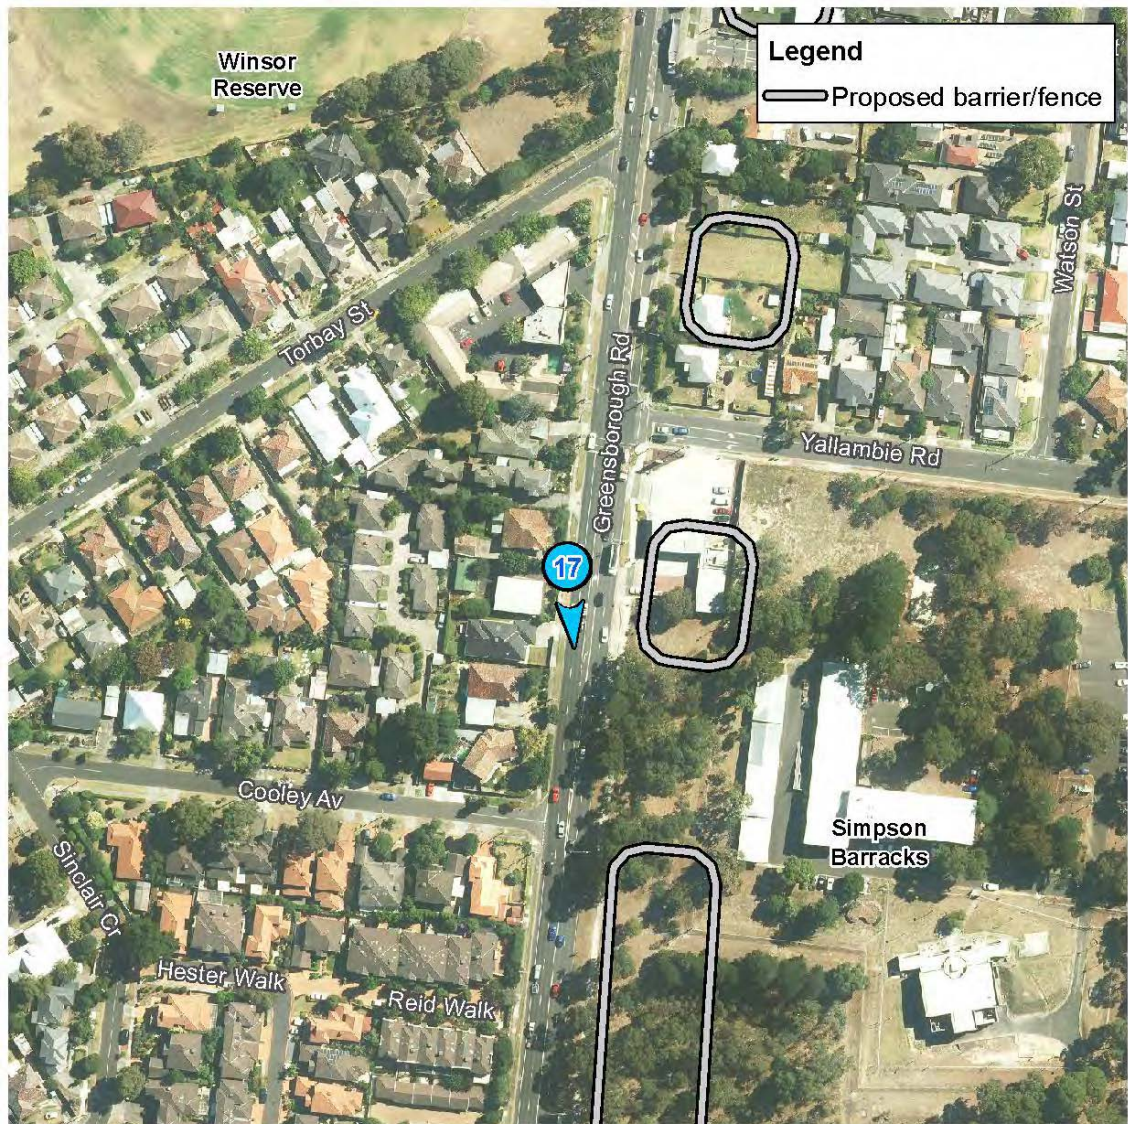 Winsor
Reserve
Legend
Proposed barrier/fence
Watson St
Torbay St
Greensborough Rd
Yallambie Rd
17
Cooley Av
Simpson
Barracks
Sinclair Cr
Hester Walk
Reid Walk